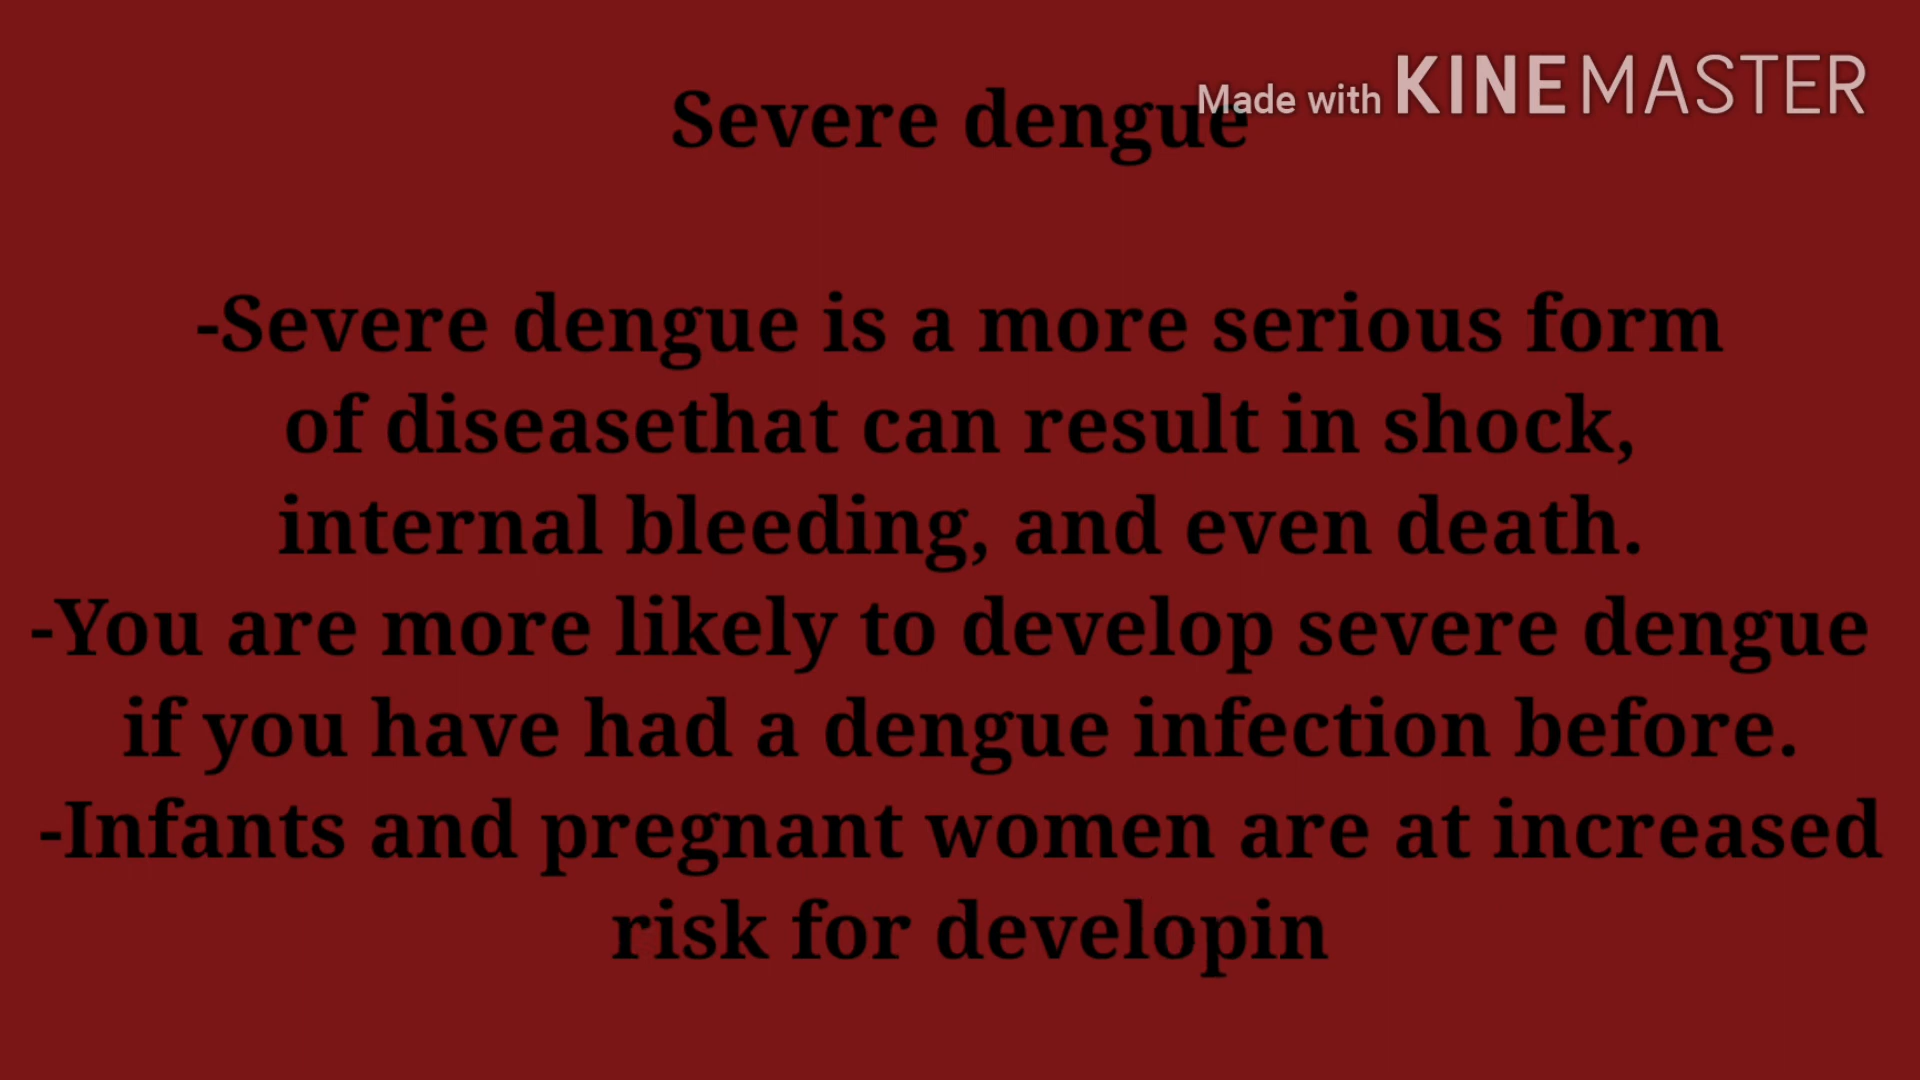 Made with KINEMASTER
Severe dengue
-Severe dengue is a more serious form
of diseasethat can result in shock,
internal bleeding, and even death.
-You are more likely to develop severe dengue
if you have had a dengue infection before.
-Infants and pregnant women are at increased
risk for developin